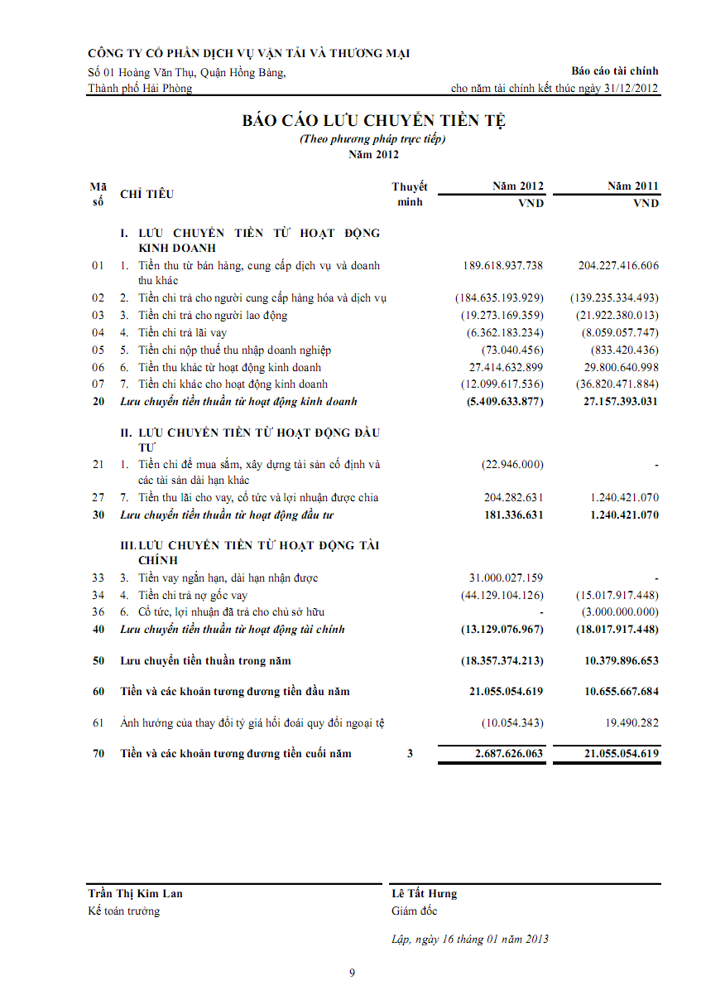 CÔNG TY CỔ PHẦN DỊCH VỤ VẬN TẢI VÀ THƯƠNG MẠI
Số 01 Hoàng Văn Thụ, Quận Hồng Bàng, Báo cáo tài chính
Thành phố Hải Phòng cho năm tài chính kết thúc ngày 31/12/2012
BÁO CÁO LƯU CHUYỂN TIỀN TỆ
(Theo phương pháp trực tiếp)
Năm 2012
Mã số CHỈ TIÊU Thuyết minh Năm 2012 Năm 2011
VND VND
I. LƯU CHUYỂN TIỀN TỪ HOẠT ĐỘNG
KINH DOANH
01 1. Tiền thu từ bán hàng, cung cấp dịch vụ và doanh 189.618.937.738 204.227.416.606
thu khác
02 2. Tiền chi trả cho người cung cấp hàng hóa và dịch vụ (184.635.193.929) (139.235.334.493)
03 3. Tiền chi trả cho người lao động (19.273.169.359) (21.922.380.013)
04 4. Tiền chi trả lãi vay (6.362.183.234) (8.059.057.747)
05 5. Tiền chi nộp thuế thu nhập doanh nghiệp (73.040.456) (833.420.436)
06 6. Tiền thu khác từ hoạt động kinh doanh 27.414.632.899 29.800.640.998
07 7. Tiền chi khác cho hoạt động kinh doanh (12.099.617.536) (36.820.471.884)
20 Lưu chuyển tiền thuần từ hoạt động kinh doanh (5.409.633.877) 27.157.393.031
II. LƯU CHUYỂN TIỀN TỪ HOẠT ĐỘNG ĐẦU
TƯ
21 1. Tiền chi để mua sắm, xây dựng tài sản cố định và (22.946.000) -
các tài sản dài hạn khác
27 7. Tiền thu lãi cho vay, cổ tức và lợi nhuận được chia 204.282.631 1.240.421.070
30 Lưu chuyển tiền thuần từ hoạt động đầu tư 181.336.631 1.240.421.070
III. LƯU CHUYỂN TIỀN TỪ HOẠT ĐỘNG TÀI
CHÍNH
33 3. Tiền vay ngắn hạn, dài hạn nhận được 31.000.027.159 -
34 4. Tiền chi trả nợ gốc vay (44.129.104.126) (15.017.917.448)
36 6. Cổ tức, lợi nhuận đã trả cho chủ sở hữu - (3.000.000.000)
40 Lưu chuyển tiền thuần từ hoạt động tài chính (13.129.076.967) (18.017.917.448)
50 Lưu chuyển tiền thuần trong năm (18.357.374.213) 10.379.896.653
60 Tiền và các khoản tương đương tiền đầu năm 21.055.054.619 10.655.667.684
61 Ảnh hưởng của thay đổi tỷ giá hối đoái quy đổi ngoại tệ (10.054.343) 19.490.282
70 Tiền và các khoản tương đương tiền cuối năm 3 2.687.626.063 21.055.054.619
Trần Thị Kim Lan Lê Tất Hưng
Kế toán trưởng Giám đốc
Lập, ngày 16 tháng 01 năm 2013
9